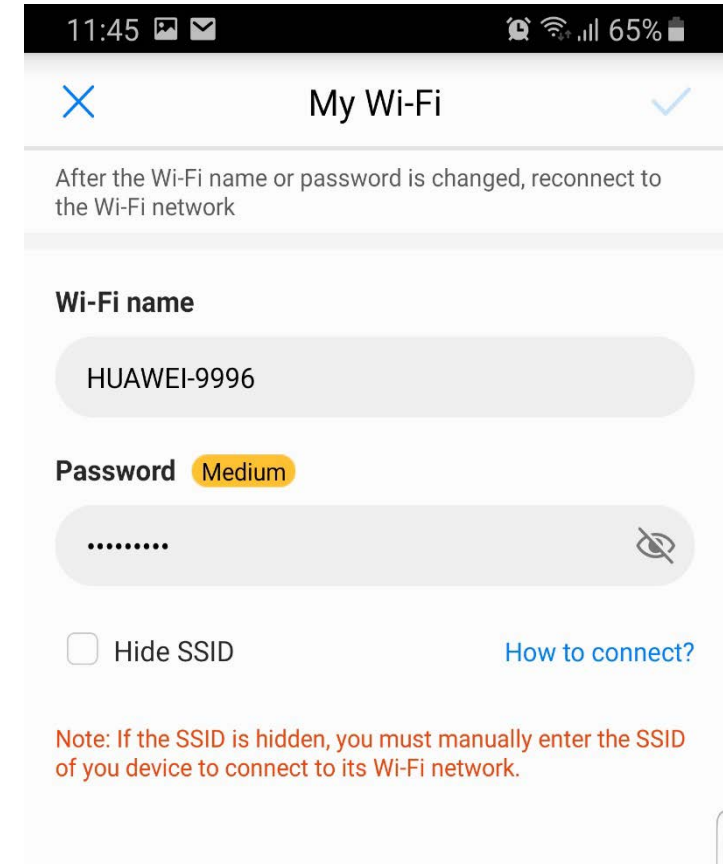 11:45 65%
My Wi-Fi
After the Wi-Fi name or password is changed, reconnect to
the Wi-Fi network
Wi-Fi name
HUAWEI-9996
Password Medium
•••••••••
Hide SSID How to connect?
Note: If the SSID is hidden, you must manually enter the SSID
of you device to connect to its Wi-Fi network.